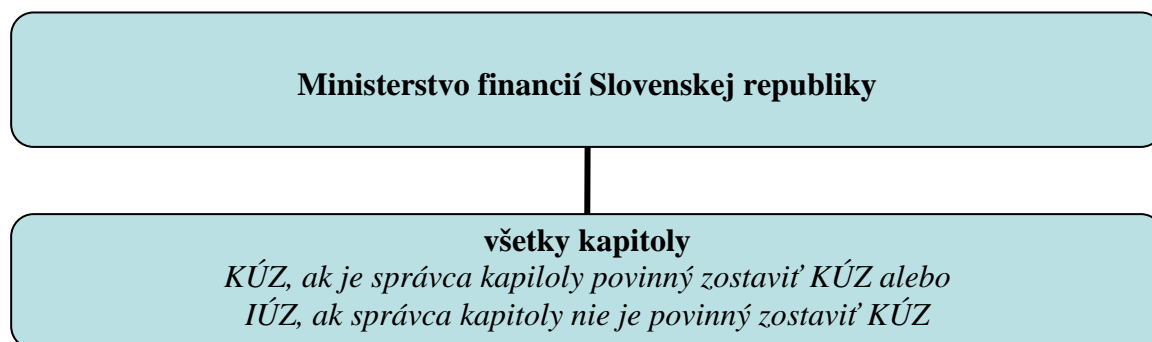 Ministerstvo financií Slovenskej republiky
všetky kapitoly
KÚZ, ak je správca kapiloly povinný zostaviť KÚZ alebo
IÚZ, ak správca kapitoly nie je povinný zostaviť KÚZ